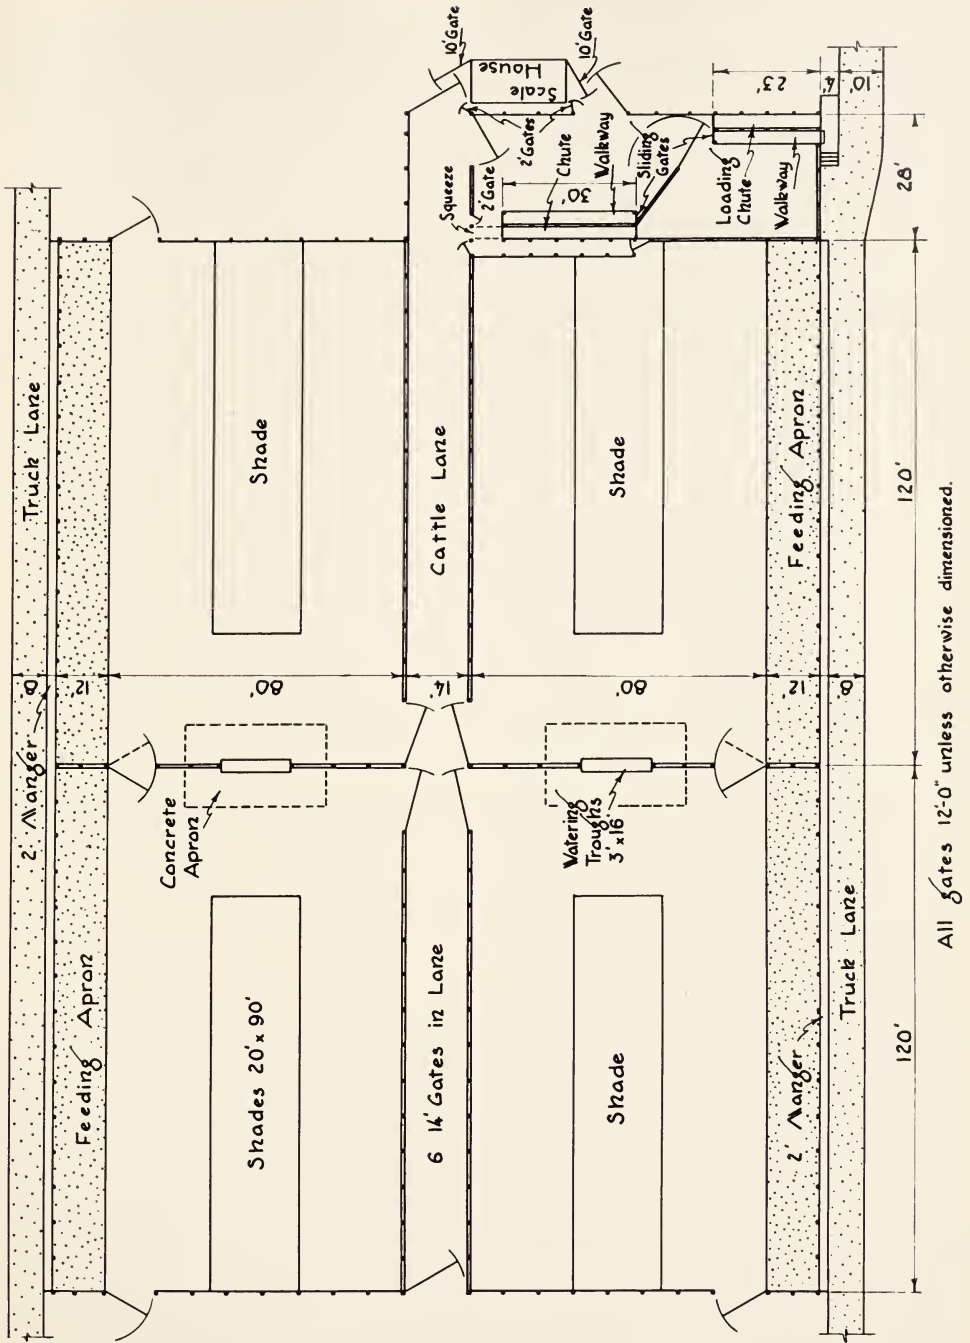 2' Manger
8'
12'
80'
14'
80'
12'
8'
Truck Lane
Feeding Apron
Concrete
Apron
Shades 20' x 90'
Shade
6 14' Gates in Lane
Cattle Lane
Squeeze
2' Gate
10' Gate
Scale
House
10' Gate
2' Gates
Chute
Walkway
30'
Sliding
Gates
Loading
Chute
Walkway
23'
4'
10'
Watering
Troughs
3' x 16'
Shade
Shade
2' Manger
Feeding Apron
Truck Lane
120'
120'
28'
All gates 12'-0" unless otherwise dimensioned.